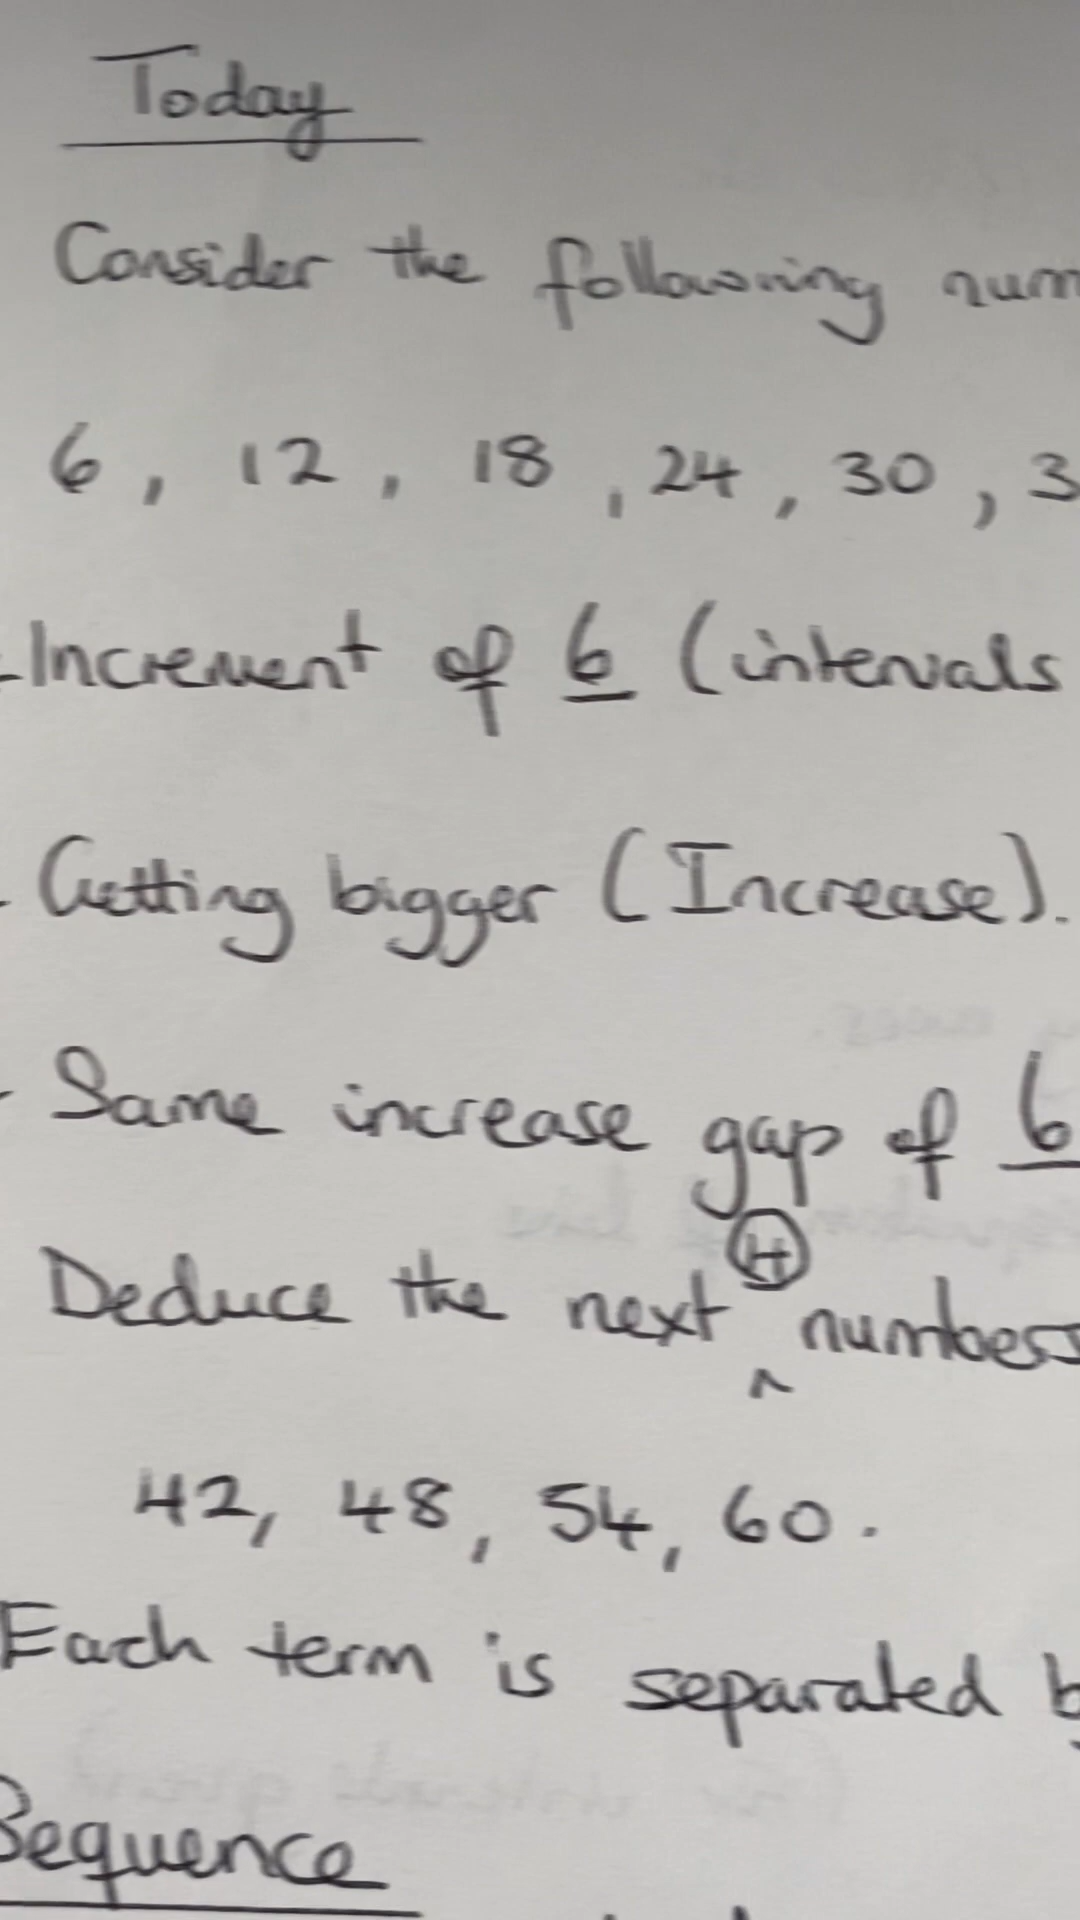 Today
Consider the following num
6, 12, 18, 24, 30, 3
- Increment of 6 (intervals
- Getting bigger (Increase).
- Same increase gap of 6
4
Deduce the next ^ numbers
42, 48, 54, 60.
Each term is separated b
Sequence